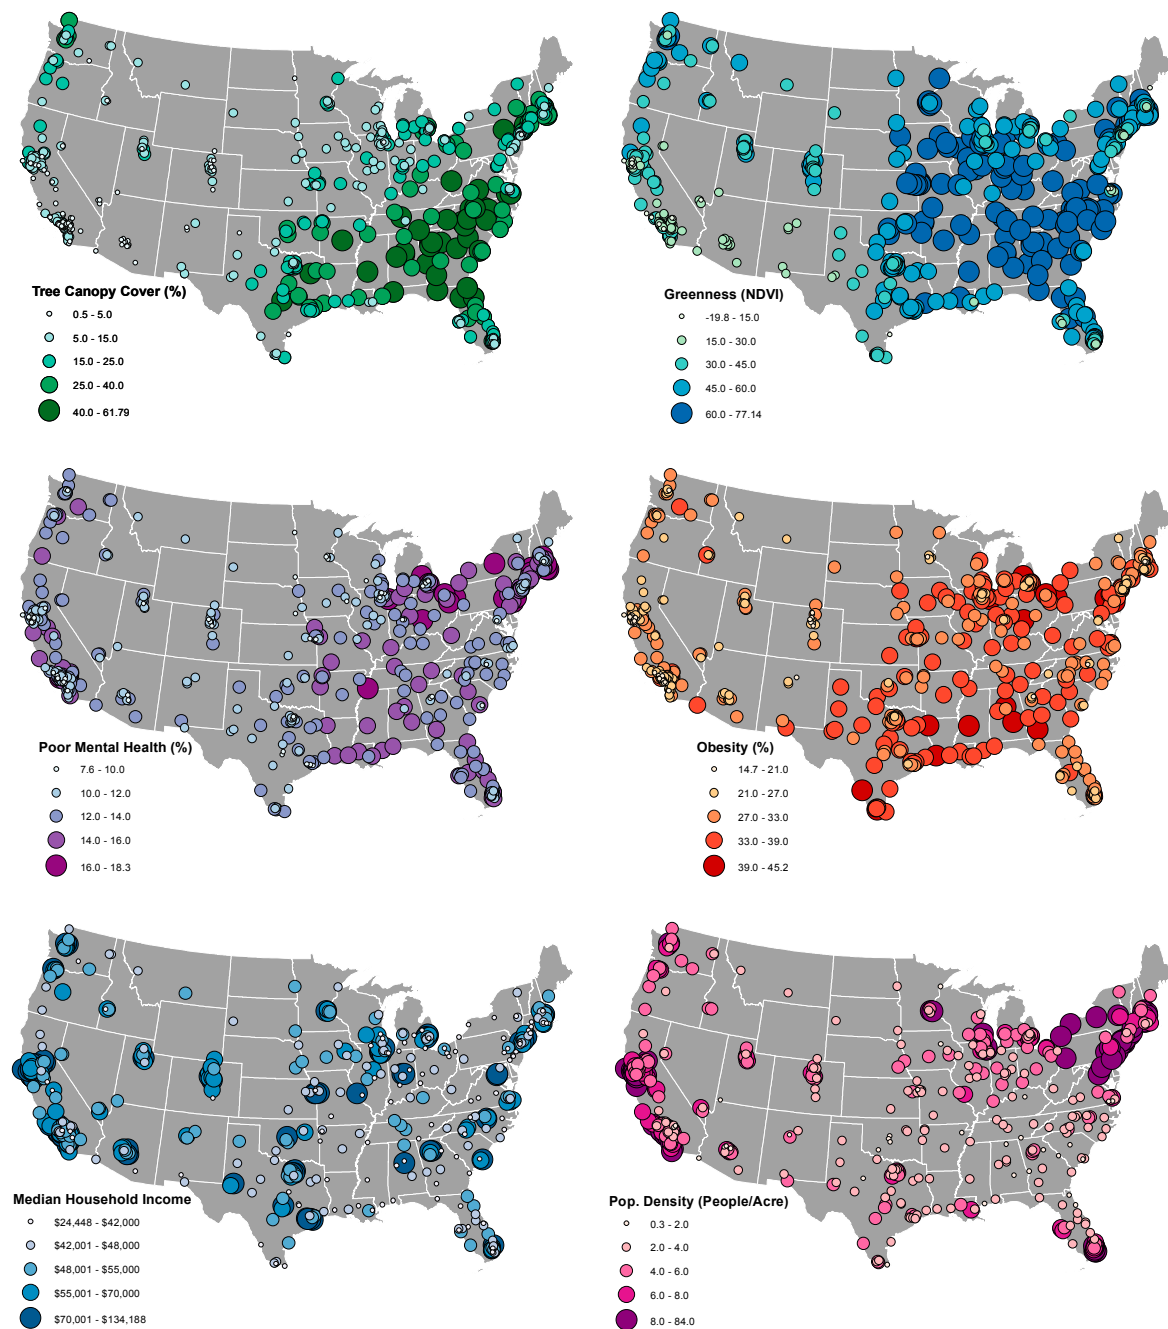 Tree Canopy Cover (%)
0.5 - 5.0
5.0 - 15.0
15.0 - 25.0
25.0 - 40.0
40.0 - 61.79
Greenness (NDVI)
-19.8 - 15.0
15.0 - 30.0
30.0 - 45.0
45.0 - 60.0
60.0 - 77.14
Poor Mental Health (%)
7.6 - 10.0
10.0 - 12.0
12.0 - 14.0
14.0 - 16.0
16.0 - 18.3
Obesity (%)
14.7 - 21.0
21.0 - 27.0
27.0 - 33.0
33.0 - 39.0
39.0 - 45.2
Median Household Income
$24,448 - $42,000
$42,001 - $48,000
$48,001 - $55,000
$55,001 - $70,000
$70,001 - $134,188
Pop. Density (People/Acre)
0.3 - 2.0
2.0 - 4.0
4.0 - 6.0
6.0 - 8.0
8.0 - 84.0